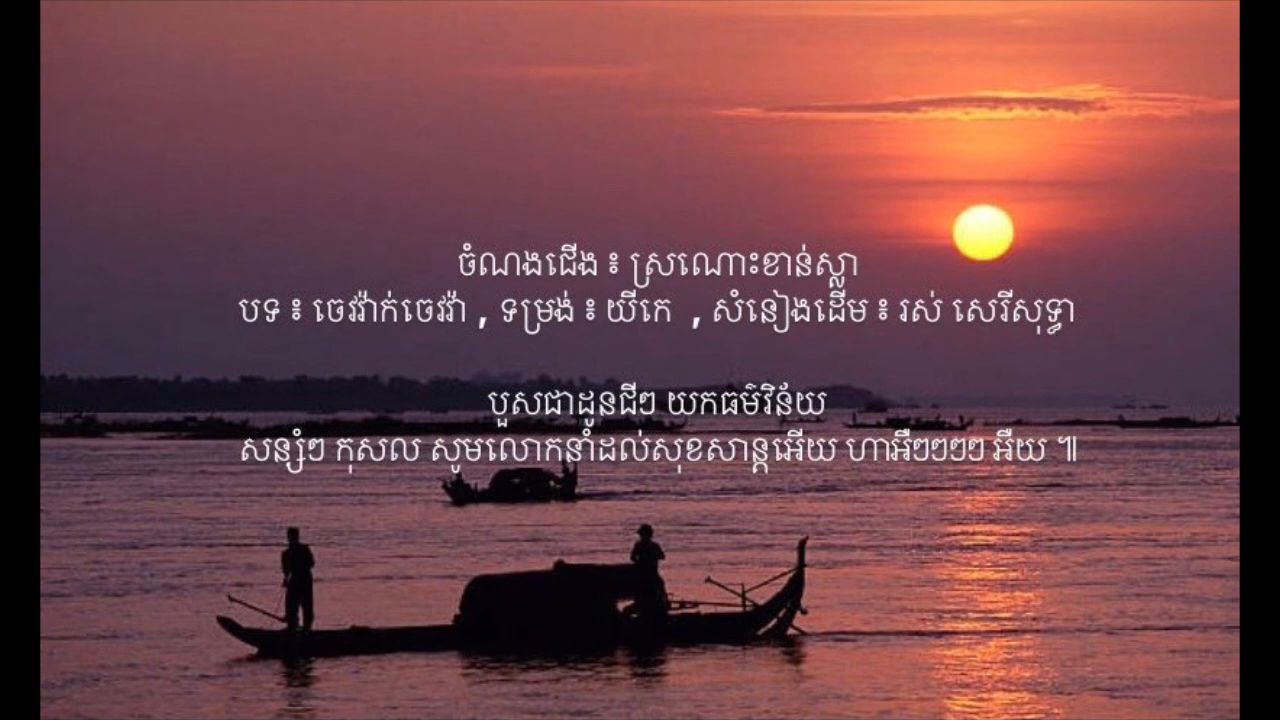 ចំណងជើង ៖ ស្រណោះខាន់ស្លា
បទ ៖ ចេរវ៉ាក់ចេរវ៉ា , ទម្រង់ ៖ យីកេ , សំនៀងដើម ៖ រស់ សេរីសុទ្ធា
បួសជាដូនជីៗ យកធម៌វិន័យ
សន្សំៗ កុសល សូមលោកនាំដល់សុខសាន្តអើយ ហាអឺៗៗៗៗ អឺយ ៕